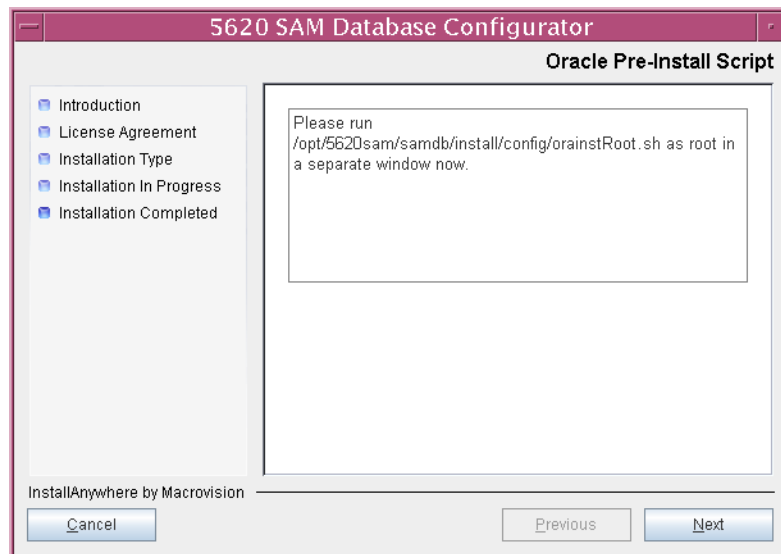 5620 SAM Database Configurator
Oracle Pre-Install Script
Introduction
License Agreement
Installation Type
Installation In Progress
Installation Completed
Please run
/opt/5620sam/samdb/install/config/orainstRoot.sh as root in
a separate window now.
InstallAnywhere by Macrovision
Cancel
Previous
Next